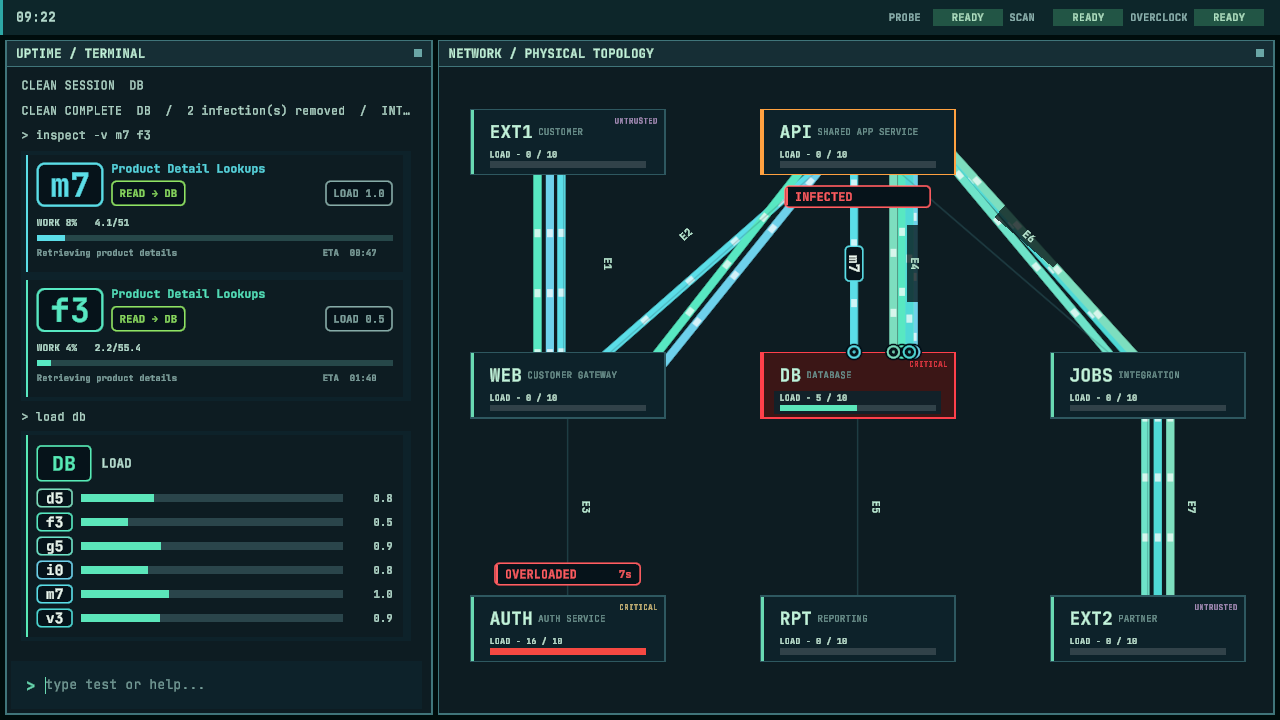 09:22
PROBE READY SCAN READY OVERCLOCK READY
UPTIME / TERMINAL
CLEAN SESSION DB
CLEAN COMPLETE DB / 2 infection(s) removed / INT…
> inspect -v m7 f3
m7 Product Detail Lookups
READ → DB LOAD 1.0
WORK 8% 4.1/51
Retrieving product details ETA 00:47
f3 Product Detail Lookups
READ → DB LOAD 0.5
WORK 4% 2.2/55.4
Retrieving product details ETA 01:40
> load db
DB LOAD
d5 0.8
f3 0.5
g5 0.9
i0 0.8
m7 1.0
v3 0.9
> type test or help...
NETWORK / PHYSICAL TOPOLOGY
UNTRUSTED
EXT1 CUSTOMER
LOAD - 0 / 10
API SHARED APP SERVICE
LOAD - 0 / 10
INFECTED
E2
E6
E1
m7
E4
WEB CUSTOMER GATEWAY
LOAD - 0 / 10
CRITICAL
DB DATABASE
LOAD - 5 / 10
JOBS INTEGRATION
LOAD - 0 / 10
E3
E5
E7
OVERLOADED 7s
CRITICAL
AUTH AUTH SERVICE
LOAD - 16 / 10
RPT REPORTING
LOAD - 0 / 10
UNTRUSTED
EXT2 PARTNER
LOAD - 0 / 10